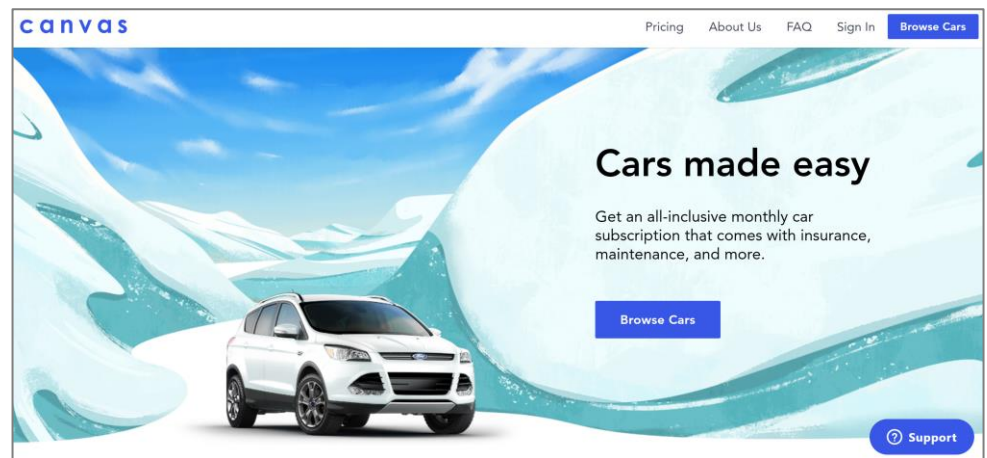 canvas
Pricing About Us FAQ Sign In Browse Cars
Cars made easy
Get an all-inclusive monthly car
subscription that comes with insurance,
maintenance, and more.
Browse Cars
? Support